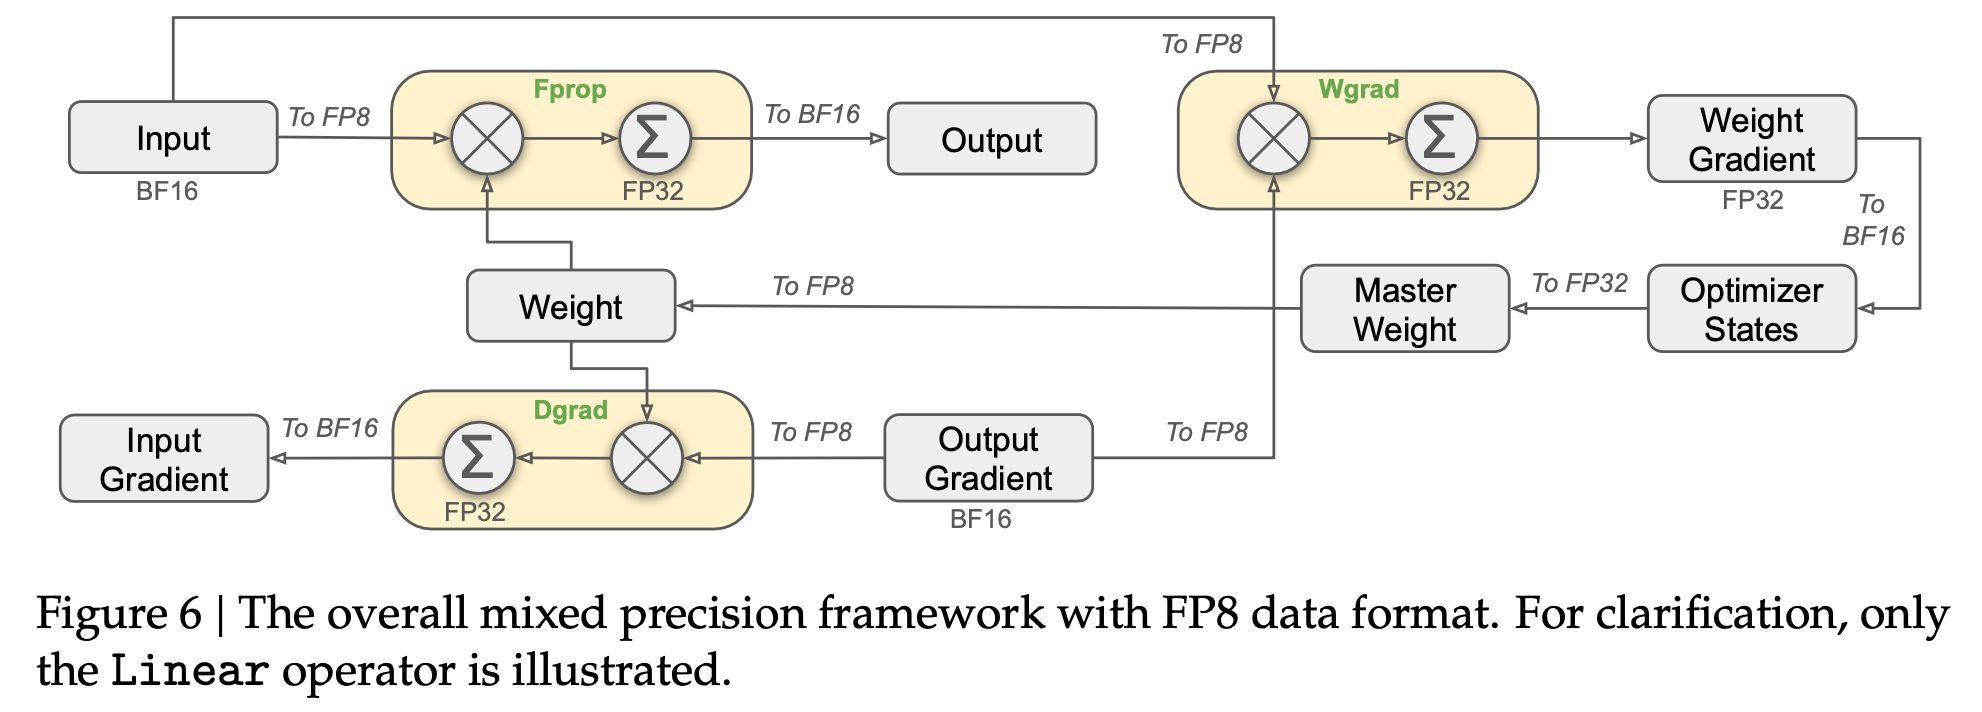 To FP8
Fprop
Wgrad
Input
To FP8
Σ
To BF16
Output
Σ
Weight
Gradient
BF16
FP32
FP32
FP32
To
BF16
Weight
To FP8
Master
Weight
To FP32
Optimizer
States
Input
Gradient
To BF16
Dgrad
Σ
FP32
To FP8
Output
Gradient
BF16
To FP8
Figure 6 | The overall mixed precision framework with FP8 data format. For clarification, only
the Linear operator is illustrated.